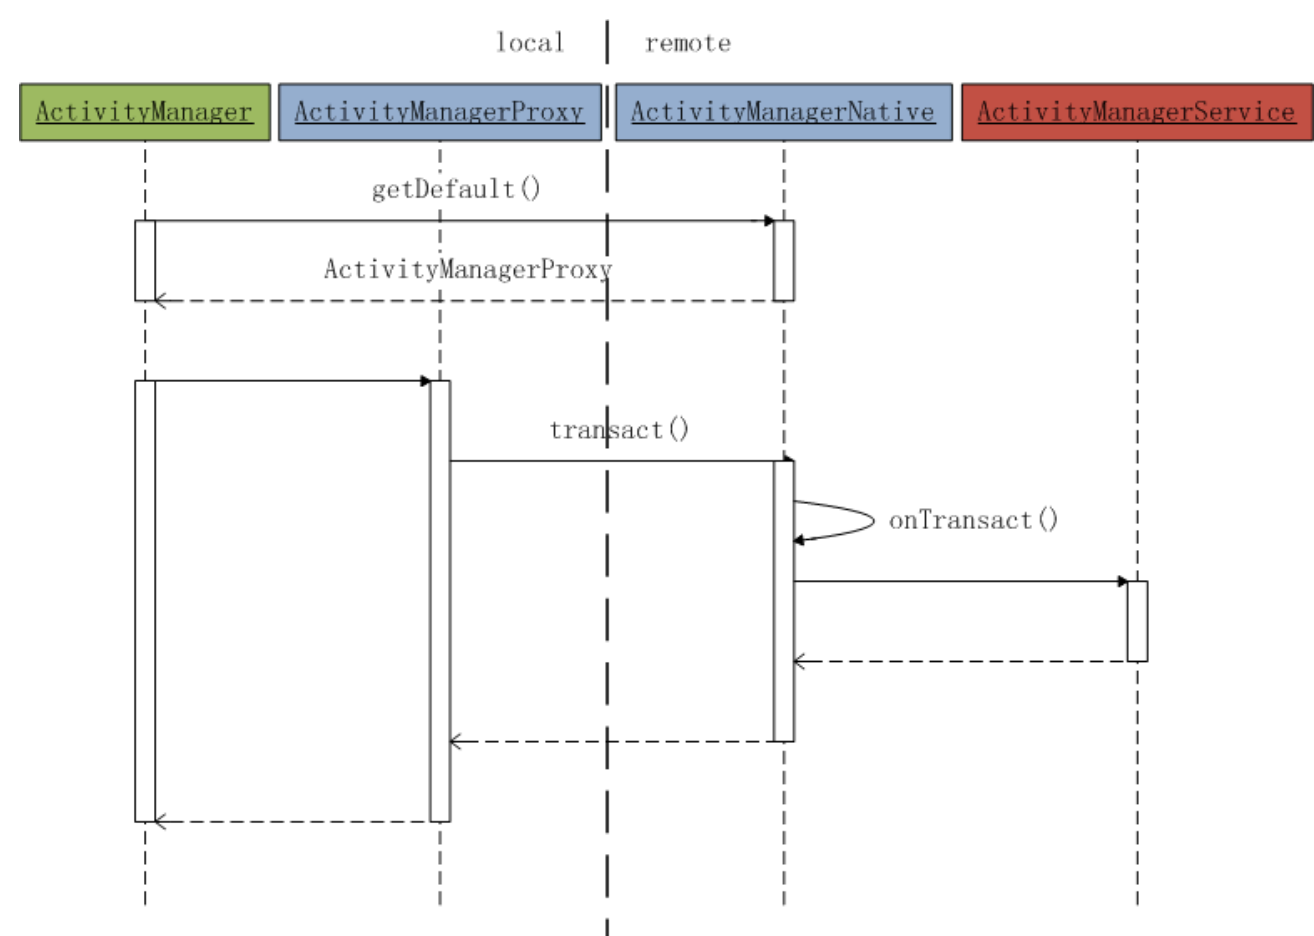 local remote
ActivityManager ActivityManagerProxy ActivityManagerNative ActivityManagerService
getDefault()
ActivityManagerProxy
transact()
onTransact()